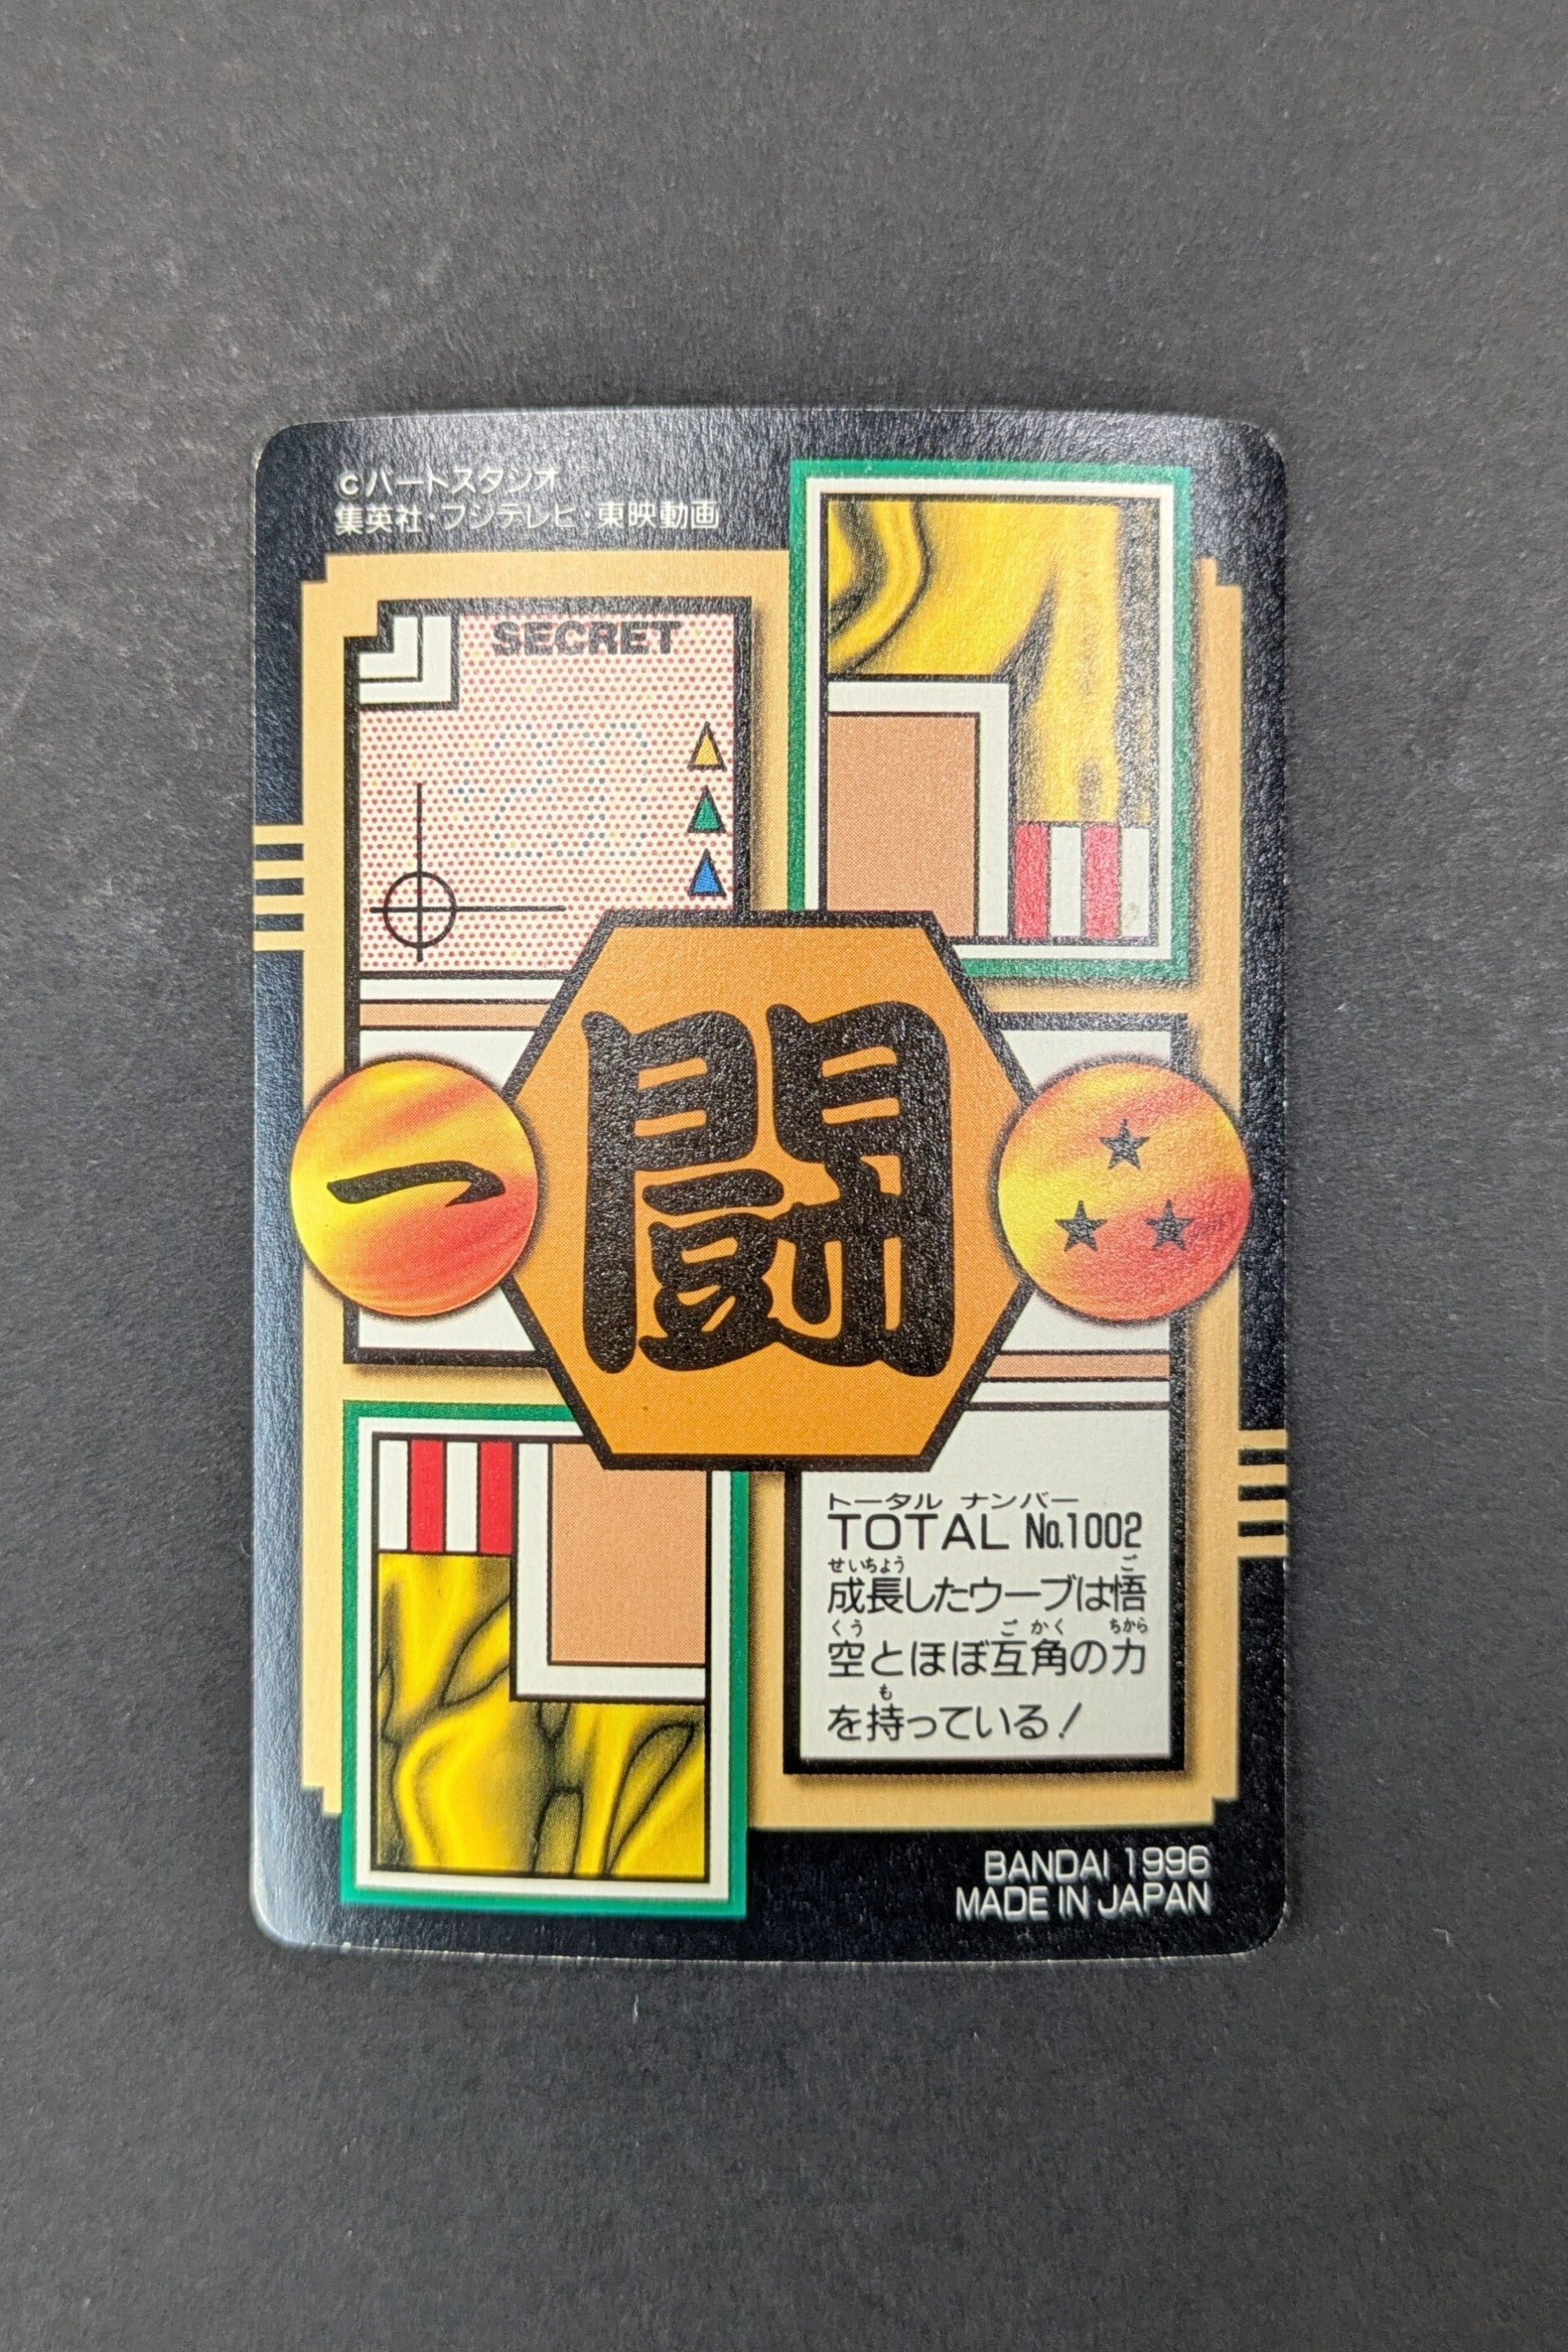 ©バードスタジオ
集英社・フジテレビ・東映動画
SECRET
闘
一
トータル ナンバー
TOTAL No.1002
せいちょう ご
成長したウーブは悟
くう ごかく ちから
空とほぼ互角の力
も
を持っている!
BANDAI 1996
MADE IN JAPAN